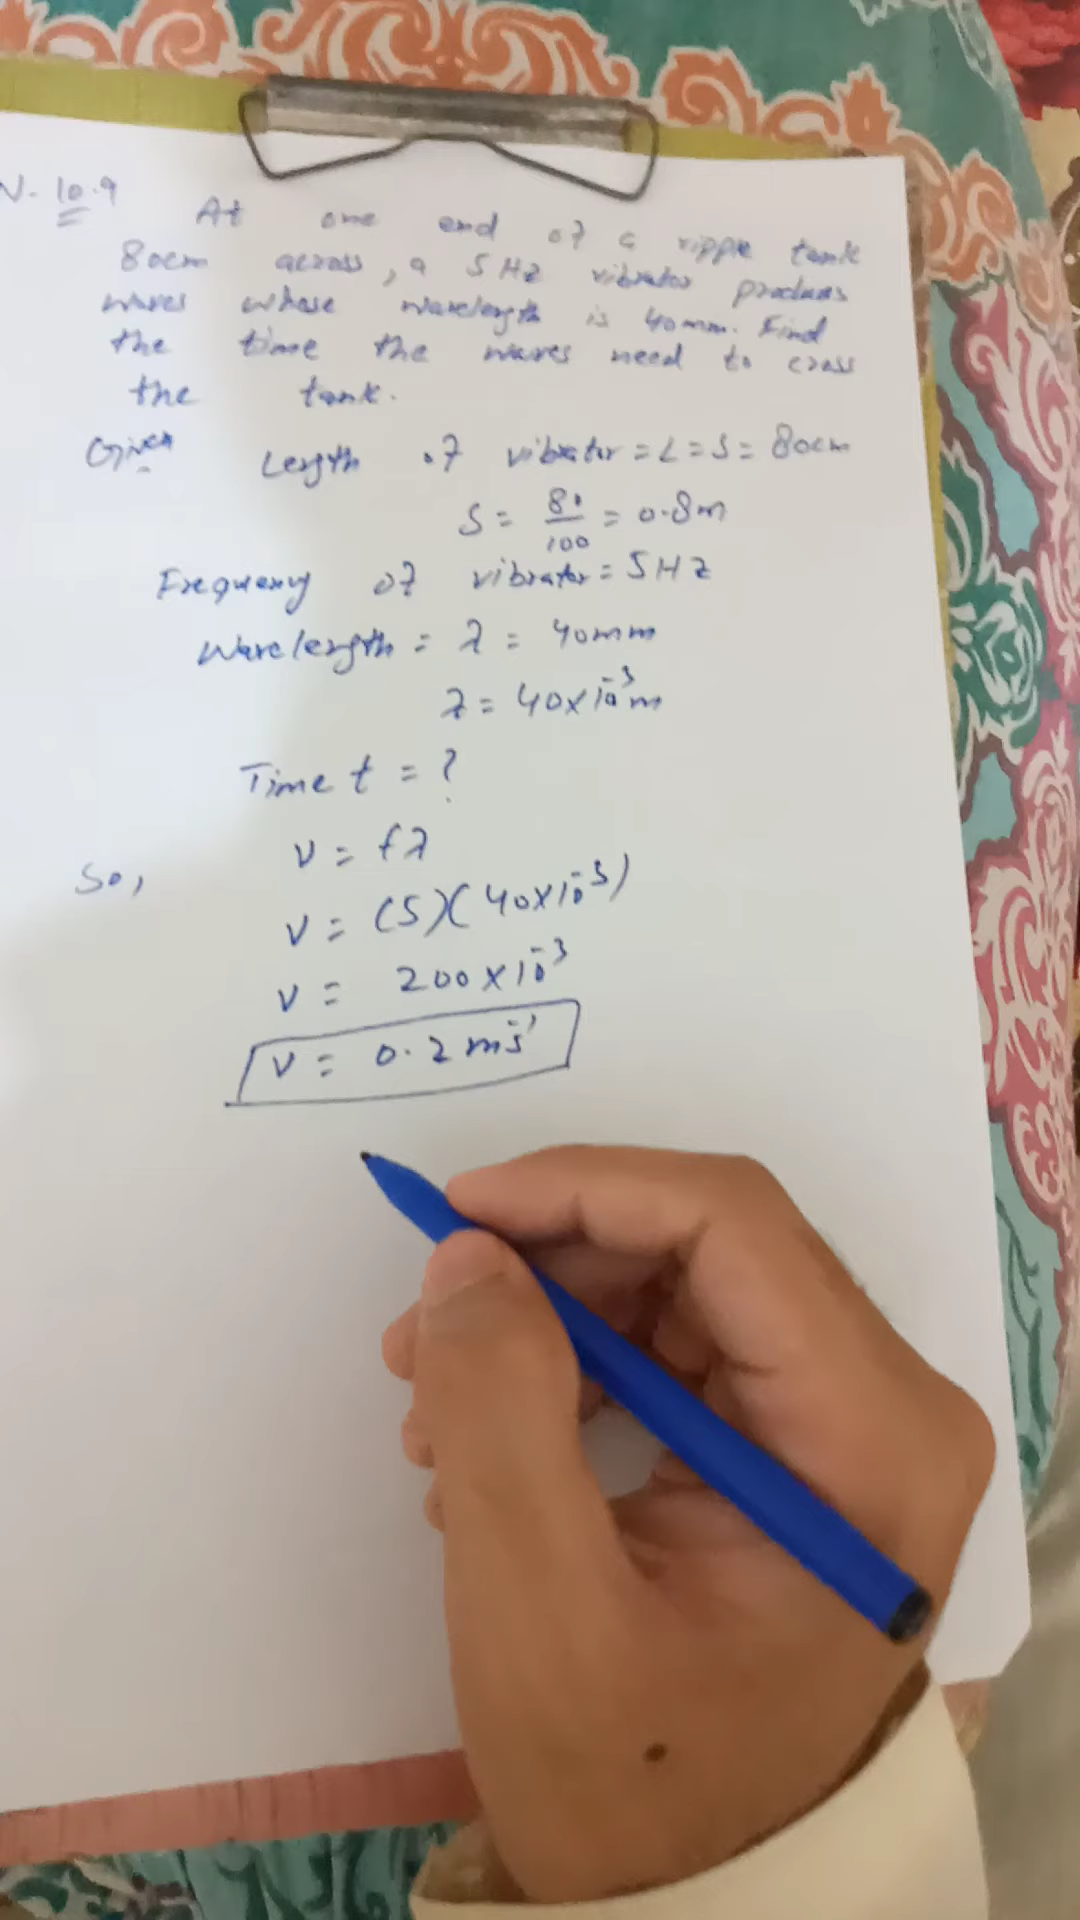 N-10.9 At one end of a ripple tank
80cm across, a 5Hz vibrator produces
waves whose wavelength is 40mm. Find
the time the waves need to cross
the tank.
Given Length of vibrator = L = S = 80cm
S = 80/100 = 0.8m
Frequency of vibrator = 5HZ
Wavelength = λ = 40mm
λ = 40×10⁻³m
Time t = ?
So, v = fλ
v = (5)(40×10⁻³)
v = 200×10⁻³
v = 0.2 ms⁻¹